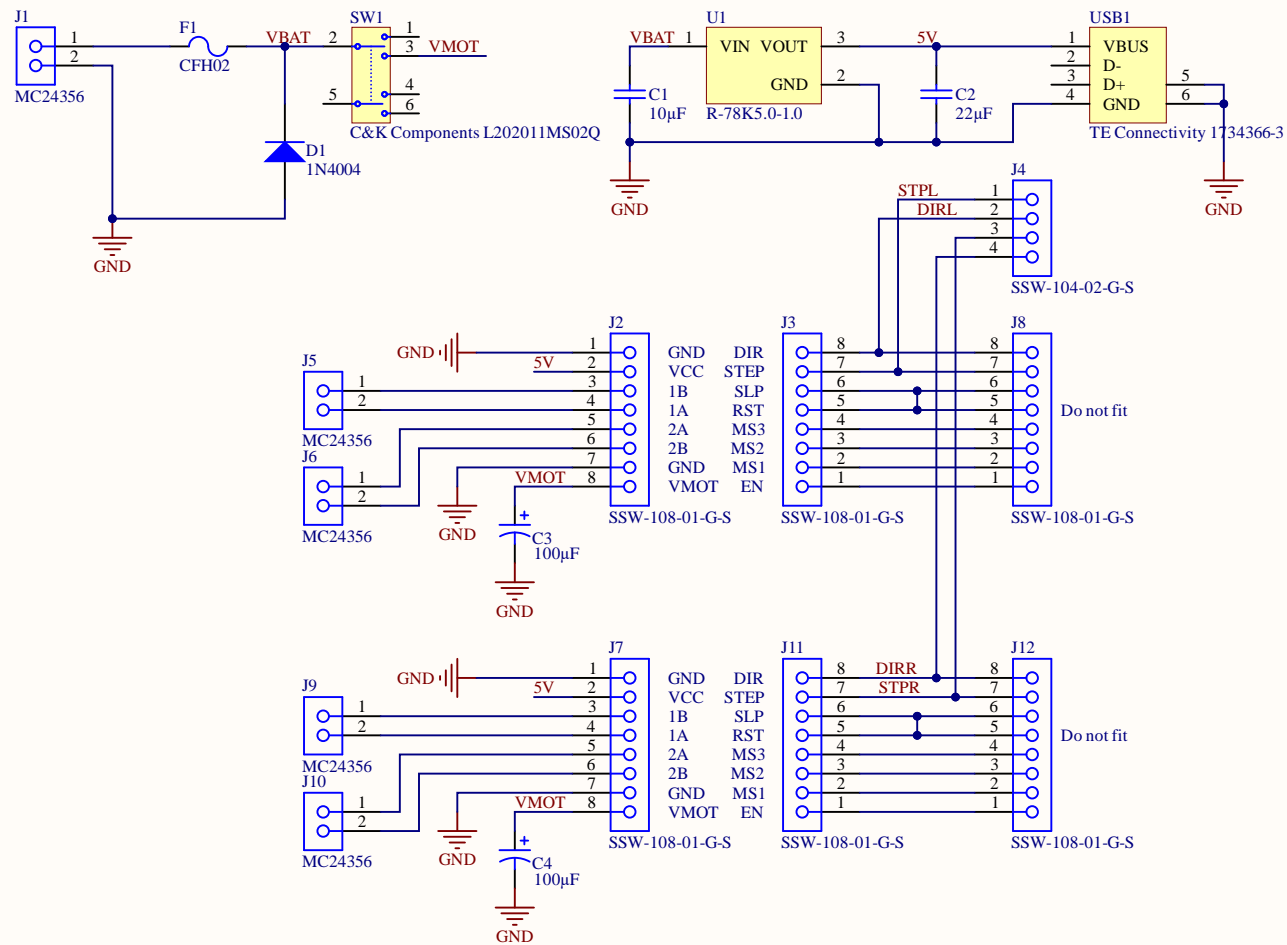 J1
1
2
MC24356
F1
CFH02
VBAT
SW1
2
1
3
VMOT
4
5
6
C&K Components L202011MS02Q
D1
1N4004
GND
VBAT
1
U1
VIN VOUT
GND
3
2
R-78K5.0-1.0
C1
10µF
5V
C2
22µF
GND
USB1
1
2
3
4
VBUS
D-
D+
GND
5
6
TE Connectivity 1734366-3
GND
J4
STPL
DIRL
1
2
3
4
SSW-104-02-G-S
J5
1
2
MC24356
J6
1
2
MC24356
GND
5V
GND
VMOT
+
C3
100µF
GND
J2
1
2
3
4
5
6
7
8
SSW-108-01-G-S
GND DIR
VCC STEP
1B SLP
1A RST
2A MS3
2B MS2
GND MS1
VMOT EN
J3
8
7
6
5
4
3
2
1
SSW-108-01-G-S
J8
8
7
6
5
4
3
2
1
Do not fit
SSW-108-01-G-S
J9
1
2
MC24356
J10
1
2
MC24356
GND
5V
GND
VMOT
+
C4
100µF
GND
J7
1
2
3
4
5
6
7
8
SSW-108-01-G-S
GND DIR
VCC STEP
1B SLP
1A RST
2A MS3
2B MS2
GND MS1
VMOT EN
J11
8
7
6
5
4
3
2
1
SSW-108-01-G-S
DIRR
STPR
J12
8
7
6
5
4
3
2
1
Do not fit
SSW-108-01-G-S